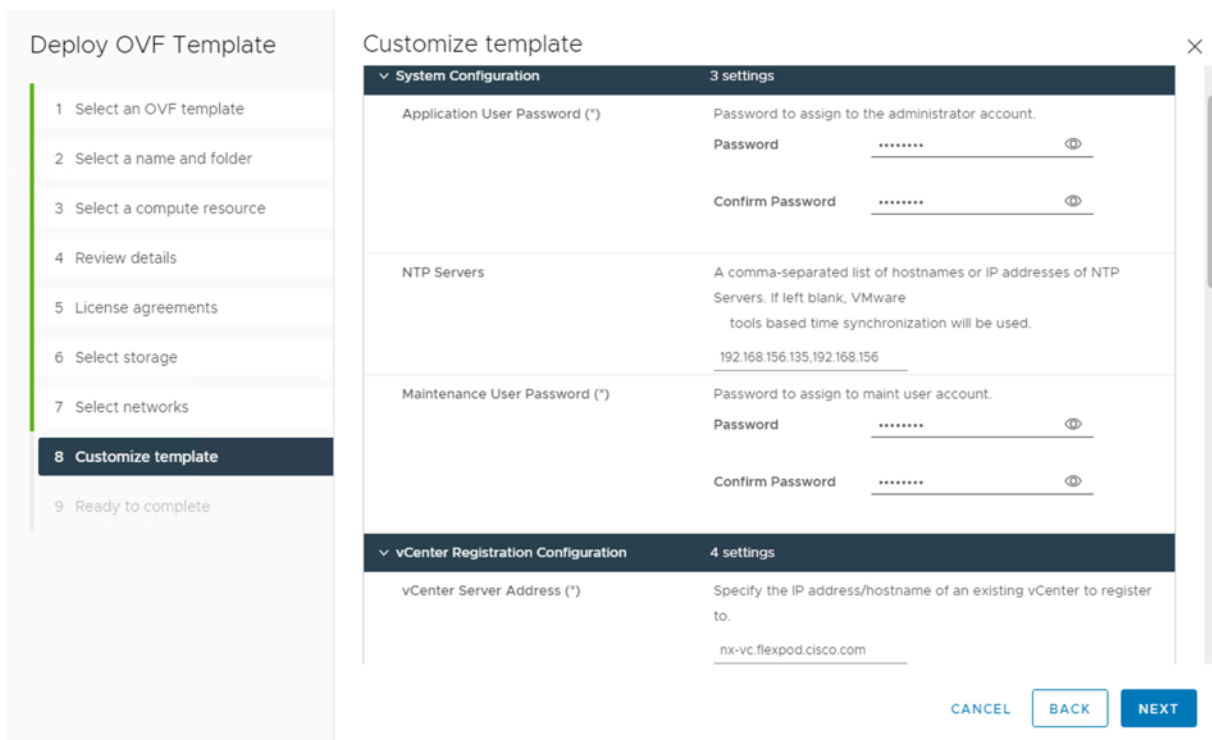 Deploy OVF Template
1 Select an OVF template
2 Select a name and folder
3 Select a compute resource
4 Review details
5 License agreements
6 Select storage
7 Select networks
8 Customize template
9 Ready to complete
Customize template
System Configuration 3 settings
Application User Password (*) Password to assign to the administrator account.
Password ••••••••
Confirm Password ••••••••
NTP Servers A comma-separated list of hostnames or IP addresses of NTP
Servers. If left blank, VMware
tools based time synchronization will be used.
192.168.156.135,192.168.156
Maintenance User Password (*) Password to assign to maint user account.
Password ••••••••
Confirm Password ••••••••
vCenter Registration Configuration 4 settings
vCenter Server Address (*) Specify the IP address/hostname of an existing vCenter to register
to.
nx-vc.flexpod.cisco.com
CANCEL BACK NEXT